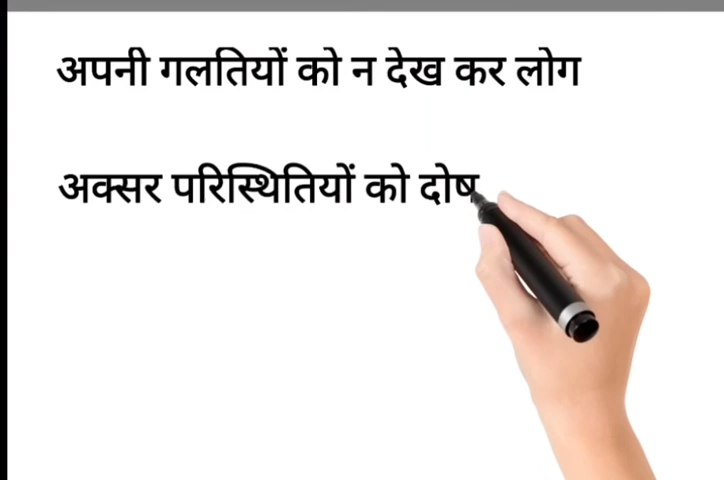 अपनी गलतियों को न देख कर लोग
अक्सर परिस्थितियों को दोष